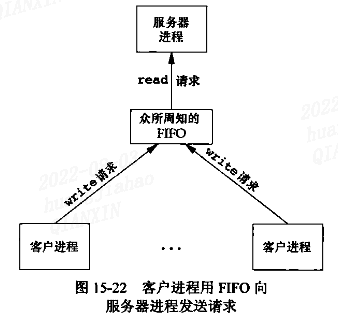 服务器
进程
read 请求
众所周知的
FIFO
write 请求
write 请求
客户进程
...
客户进程
图 15-22 客户进程用 FIFO 向
服务器进程发送请求